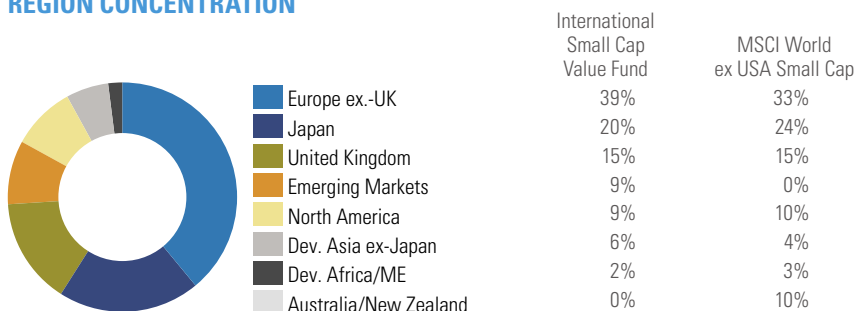 REGION CONCENTRATION
International
Small Cap
Value Fund
MSCI World
ex USA Small Cap
Europe ex.-UK 39% 33%
Japan 20% 24%
United Kingdom 15% 15%
Emerging Markets 9% 0%
North America 9% 10%
Dev. Asia ex-Japan 6% 4%
Dev. Africa/ME 2% 3%
Australia/New Zealand 0% 10%